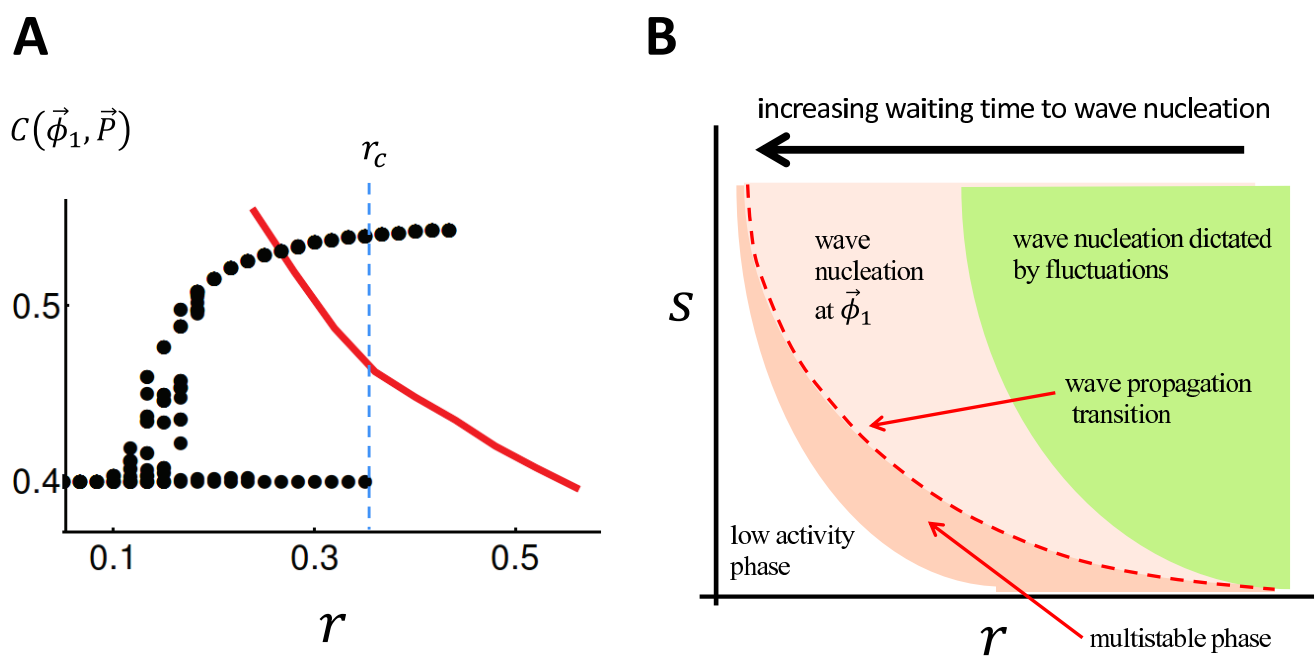 A
B
C(ϕ⃗₁, P⃗)
r_c
0.5
0.4
0.1
0.3
0.5
r
increasing waiting time to wave nucleation
S
wave
nucleation
at ϕ⃗₁
wave nucleation dictated
by fluctuations
wave propagation
transition
low activity
phase
r
multistable phase